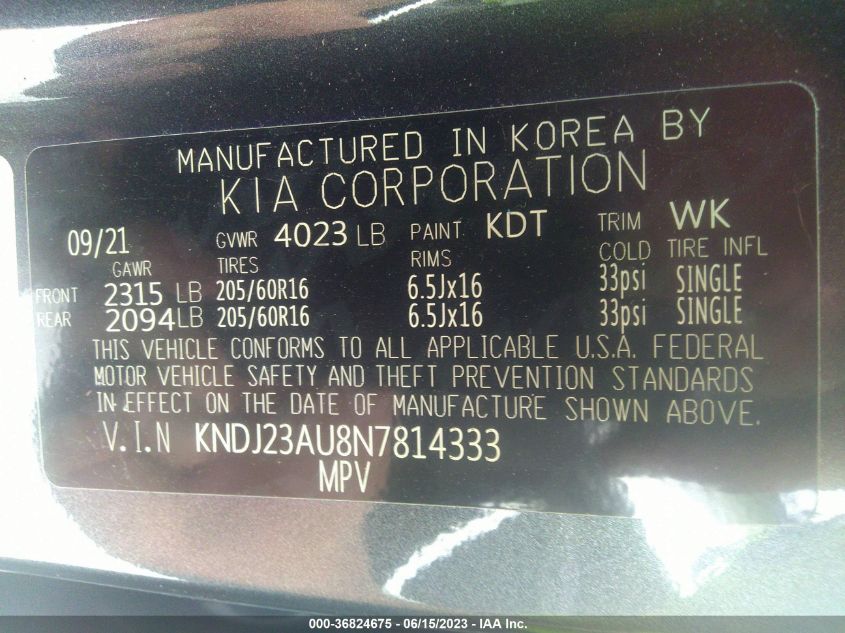 MANUFACTURED IN KOREA BY
KIA CORPORATION
09/21 GVWR 4023 LB PAINT KDT TRIM WK
GAWR TIRES RIMS COLD TIRE INFL
FRONT 2315 LB 205/60R16 6.5Jx16 33psi SINGLE
REAR 2094 LB 205/60R16 6.5Jx16 33psi SINGLE
THIS VEHICLE CONFORMS TO ALL APPLICABLE U.S.A. FEDERAL
MOTOR VEHICLE SAFETY AND THEFT PREVENTION STANDARDS
IN EFFECT ON THE DATE OF MANUFACTURE SHOWN ABOVE.
V.I.N KNDJ23AU8N7814333
MPV
000-36824675 - 06/15/2023 - IAA Inc.